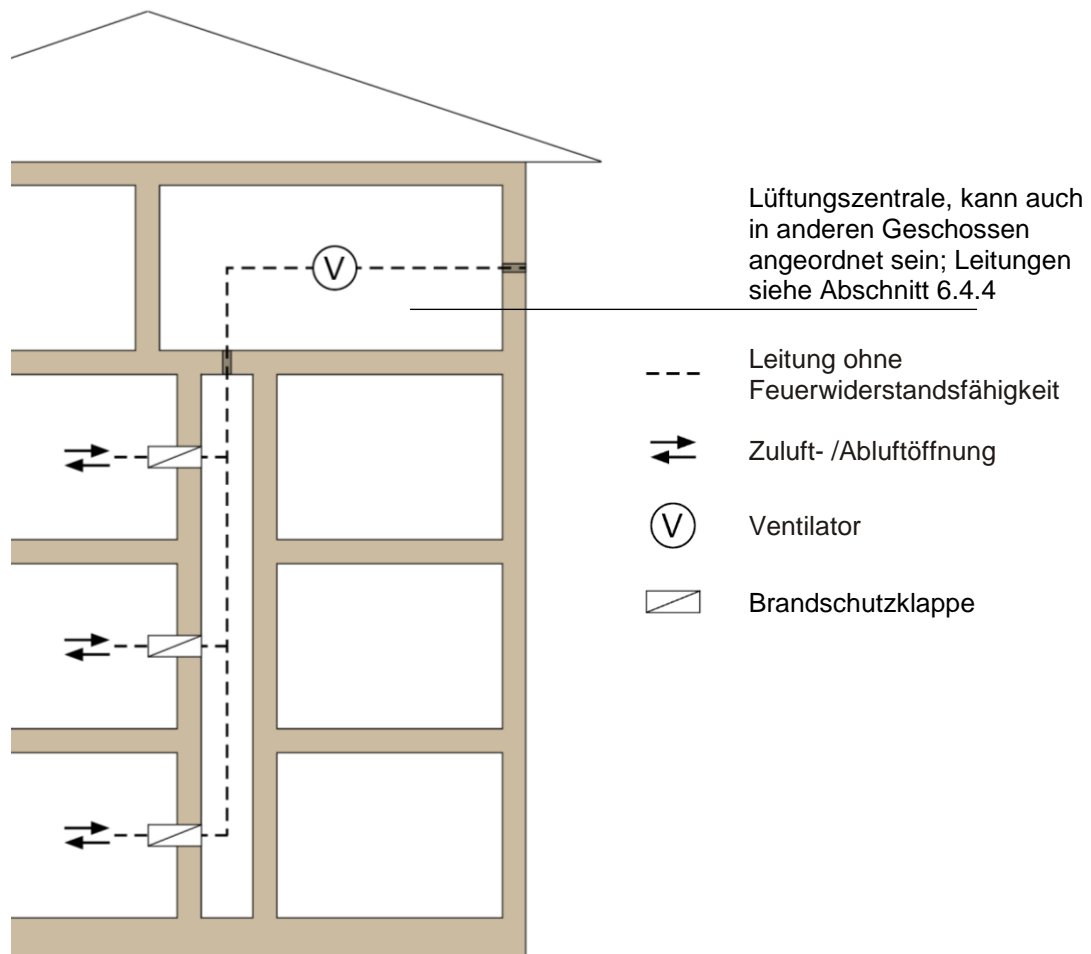 V
Lüftungszentrale, kann auch
in anderen Geschossen
angeordnet sein; Leitungen
siehe Abschnitt 6.4.4
Leitung ohne
Feuerwiderstandsfähigkeit
Zuluft- /Abluftöffnung
V
Ventilator
Brandschutzklappe